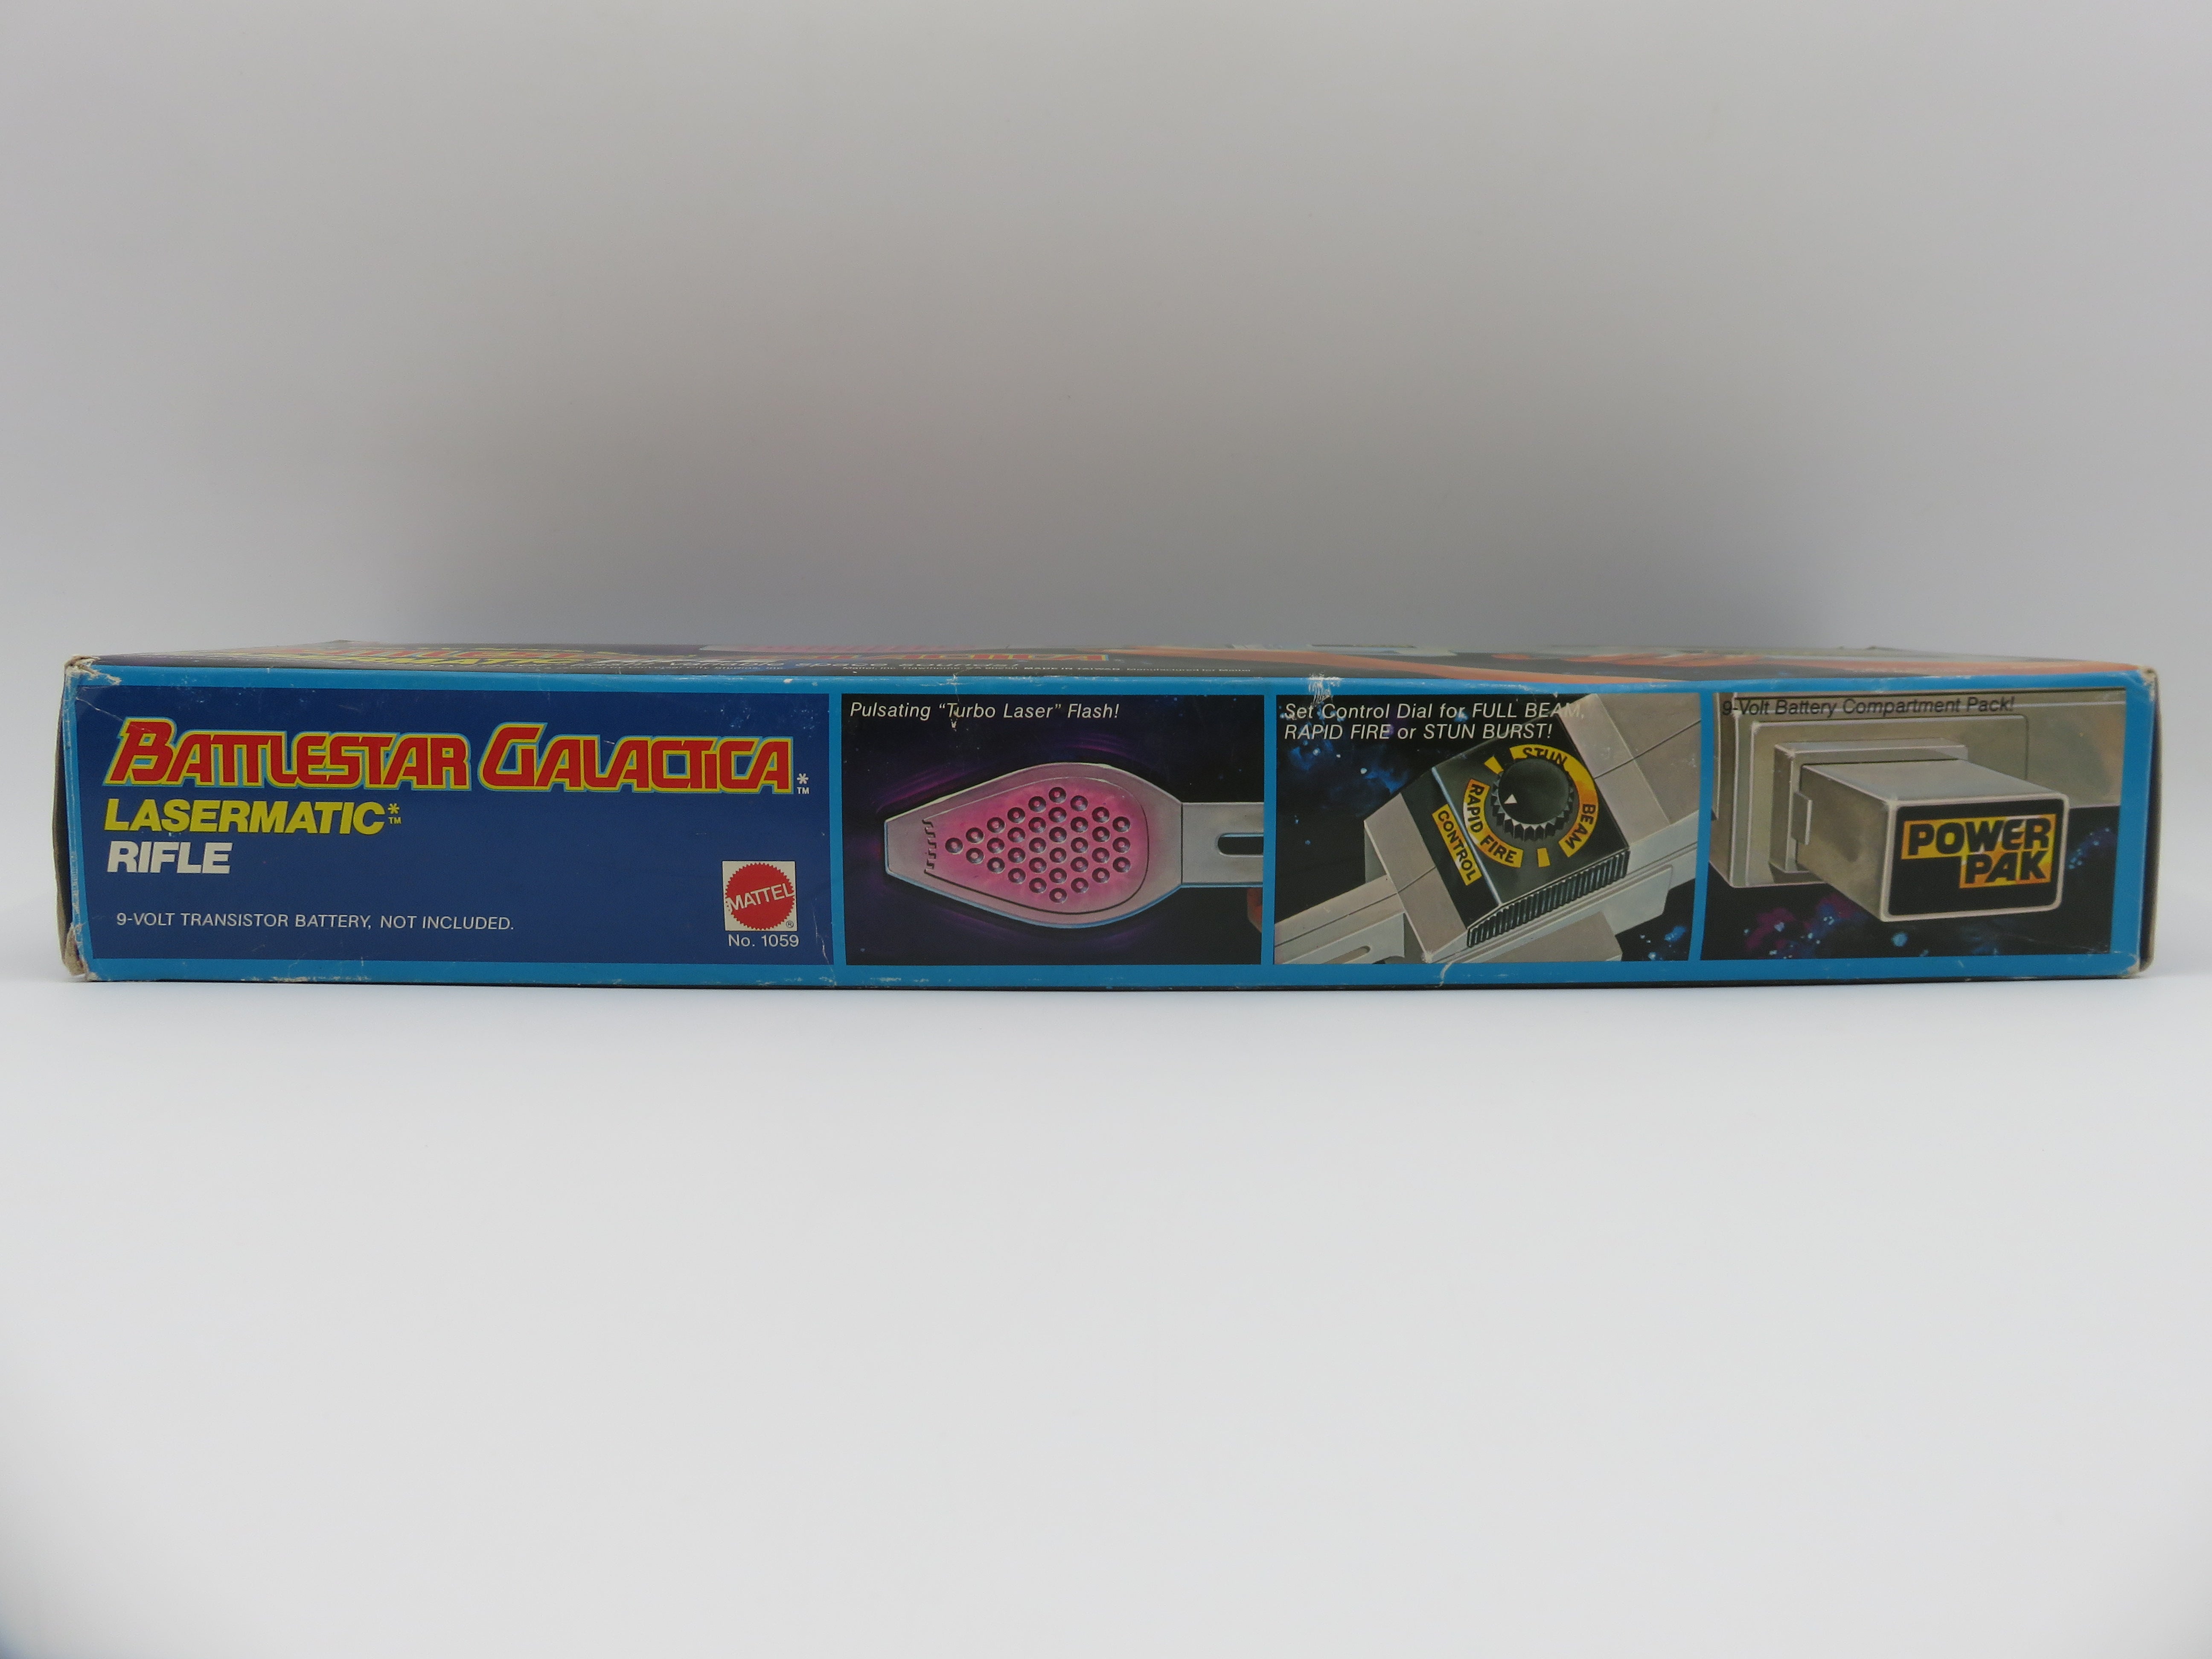 space sounds!
BATTLESTAR GALACTICA*™
LASERMATIC*™
RIFLE
9-VOLT TRANSISTOR BATTERY, NOT INCLUDED.
MATTEL®
No. 1059
Pulsating "Turbo Laser" Flash!
Set Control Dial for FULL BEAM,
RAPID FIRE or STUN BURST!
STUN
RAPID FIRE
BEAM
CONTROL
9-Volt Battery Compartment Pack!
POWER
PAK